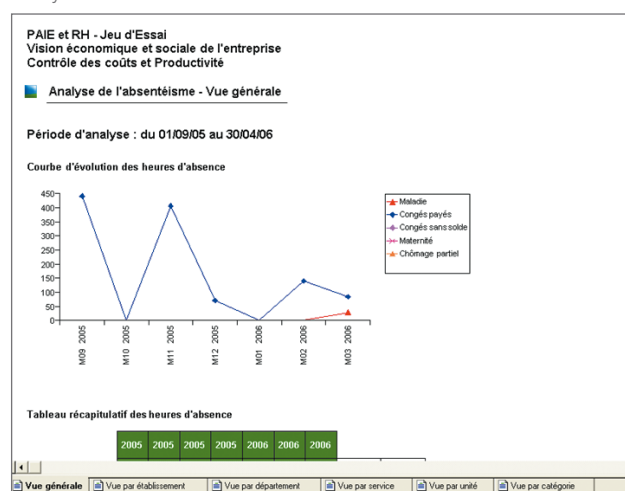 PAIE et RH - Jeu d'Essai
Vision économique et sociale de l'entreprise
Contrôle des coûts et Productivité
Analyse de l'absentéisme - Vue générale
Période d'analyse : du 01/09/05 au 30/04/06
Courbe d'évolution des heures d'absence
450
400
350
300
250
200
150
100
50
0
M09 2005
M10 2005
M11 2005
M12 2005
M01 2006
M02 2006
M03 2006
Maladie
Congés payés
Congés sans solde
Maternité
Chômage partiel
Tableau récapitulatif des heures d'absence
2005 2005 2005 2005 2006 2006 2006
Vue générale Vue par établissement Vue par département Vue par service Vue par unité Vue par catégorie